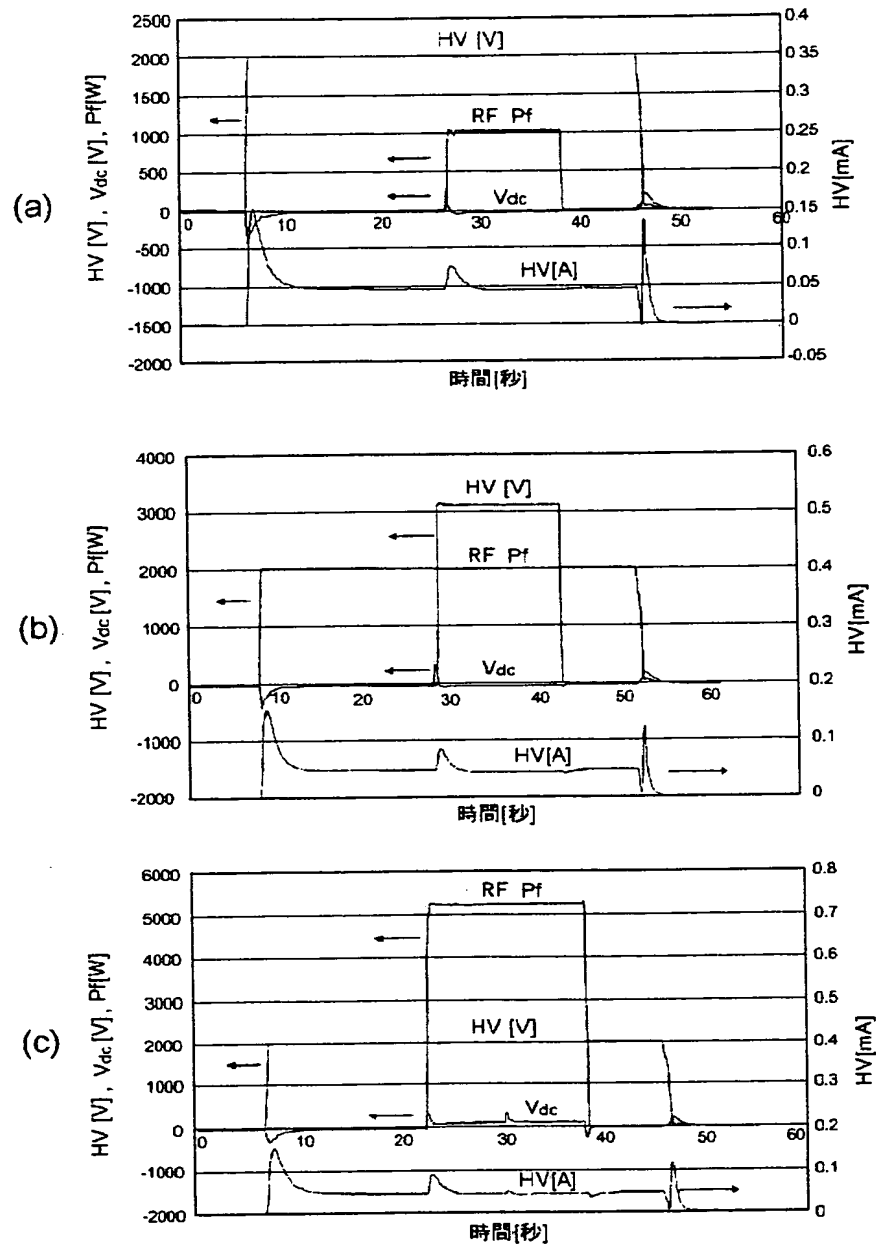 (a)
HV [V] , Vdc [V] , Pf[W]
2500
2000
1500
1000
500
0
-500
-1000
-1500
-2000
HV [V]
RF Pf
Vdc
HV[A]
0 10 20 30 40 50 60
時間[秒]
0.4
0.35
0.3
0.25
0.2
0.15
0.1
0.05
0
-0.05
HV[mA]
(b)
HV [V] , Vdc [V] , Pf[W]
4000
3000
2000
1000
0
-1000
-2000
HV [V]
RF Pf
Vdc
HV[A]
0 10 20 30 40 50 60
時間[秒]
0.6
0.5
0.4
0.3
0.2
0.1
0
HV[mA]
(c)
HV [V] , Vdc [V] , Pf[W]
6000
5000
4000
3000
2000
1000
0
-1000
-2000
RF Pf
HV [V]
Vdc
HV[A]
0 10 20 30 40 50 60
時間[秒]
0.8
0.7
0.6
0.5
0.4
0.3
0.2
0.1
0
HV[mA]